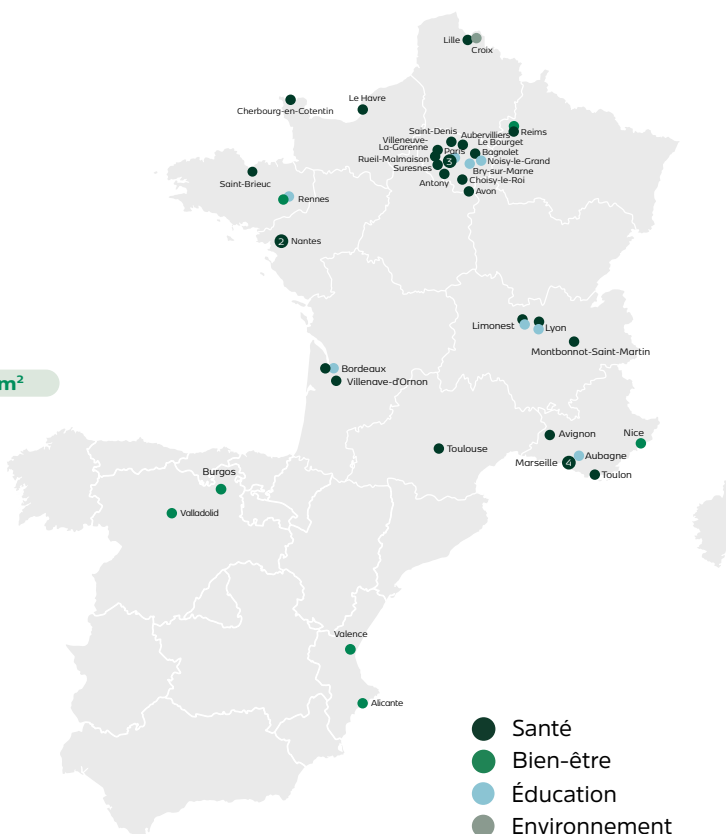 Lille
Croix
Le Havre
Cherbourg-en-Cotentin
Saint-Denis
Aubervilliers
Reims
Villeneuve-
La-Garenne
Le Bourget
Paris
Bagnolet
3
Rueil-Malmaison
Noisy-le-Grand
Suresnes
Bry-sur-Marne
Antony
Choisy-le-Roi
Avon
Saint-Brieuc
Rennes
2
Nantes
Limonest
Lyon
Montbonnot-Saint-Martin
Bordeaux
Villenave-d'Ornon
m²
Avignon
Nice
Toulouse
Aubagne
Marseille
4
Toulon
Burgos
Valladolid
Valence
Alicante
Santé
Bien-être
Éducation
Environnement